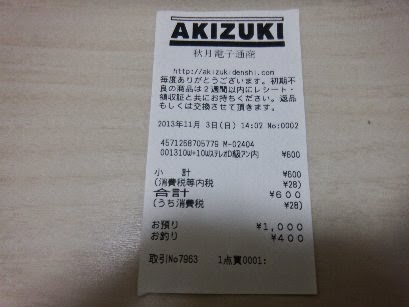 AKIZUKI
秋月電子通商
http://akizukidenshi.com
毎度ありがとうございます。初期不
良の商品は2週間以内にレシート・
領収証と共にお持ちください。返品
もしくは交換させて頂きます。
2013年11月 3日(日) 14:02 No:0002
4571268705779 M-02404
001310W+10WステレオD級アン内 ¥600
小 計 ¥600
(消費税等内税 ¥28)
合計 ¥600
(うち消費税 ¥28)
お預り ¥1,000
お釣り ¥400
取引No7963 1点買0001: